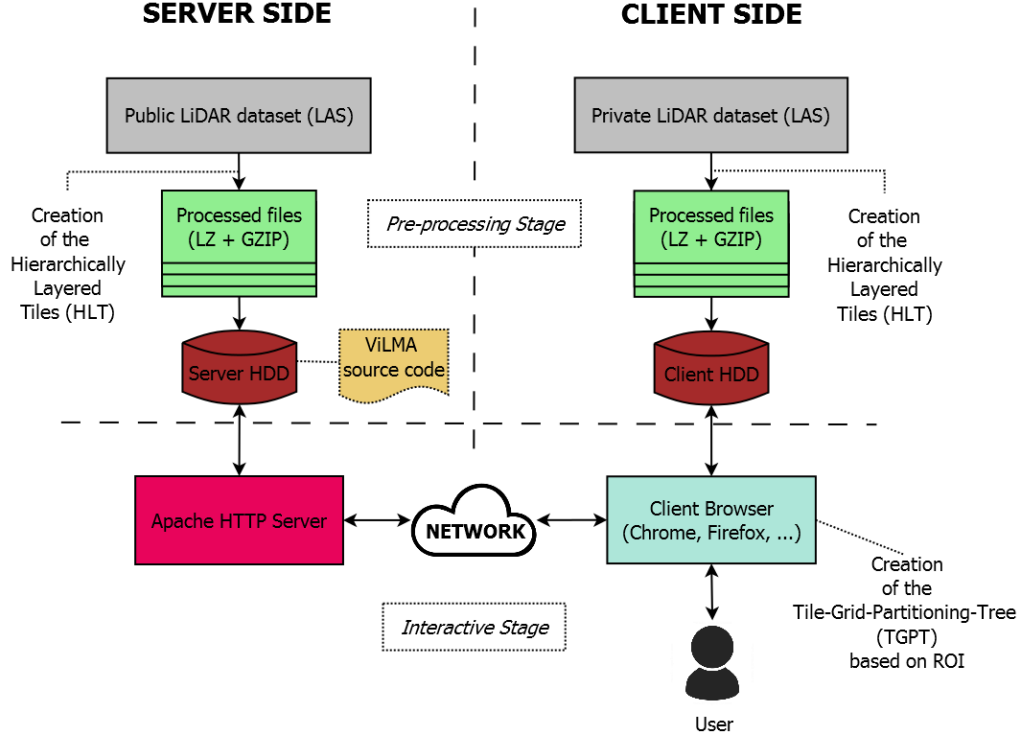 SERVER SIDE
CLIENT SIDE
Public LiDAR dataset (LAS)
Private LiDAR dataset (LAS)
Creation
of the
Hierarchically
Layered
Tiles (HLT)
Processed files
(LZ + GZIP)
Pre-processing Stage
Processed files
(LZ + GZIP)
Creation
of the
Hierarchically
Layered
Tiles (HLT)
Server HDD
ViLMA
source code
Client HDD
Apache HTTP Server
NETWORK
Client Browser
(Chrome, Firefox, ...)
Creation
of the
Tile-Grid-Partitioning-Tree
(TGPT)
based on ROI
Interactive Stage
User